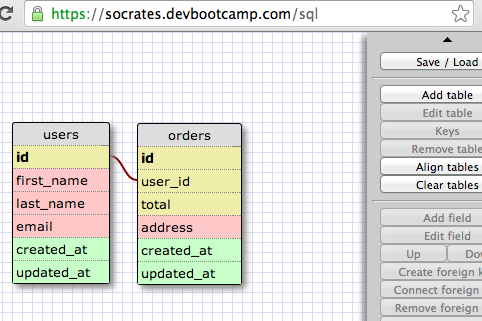 https://socrates.devbootcamp.com/sql
users
id
first_name
last_name
email
created_at
updated_at
orders
id
user_id
total
address
created_at
updated_at
Save / Load
Add table
Edit table
Keys
Remove table
Align tables
Clear tables
Add field
Edit field
Up
Create foreign k
Connect foreign
Remove foreign